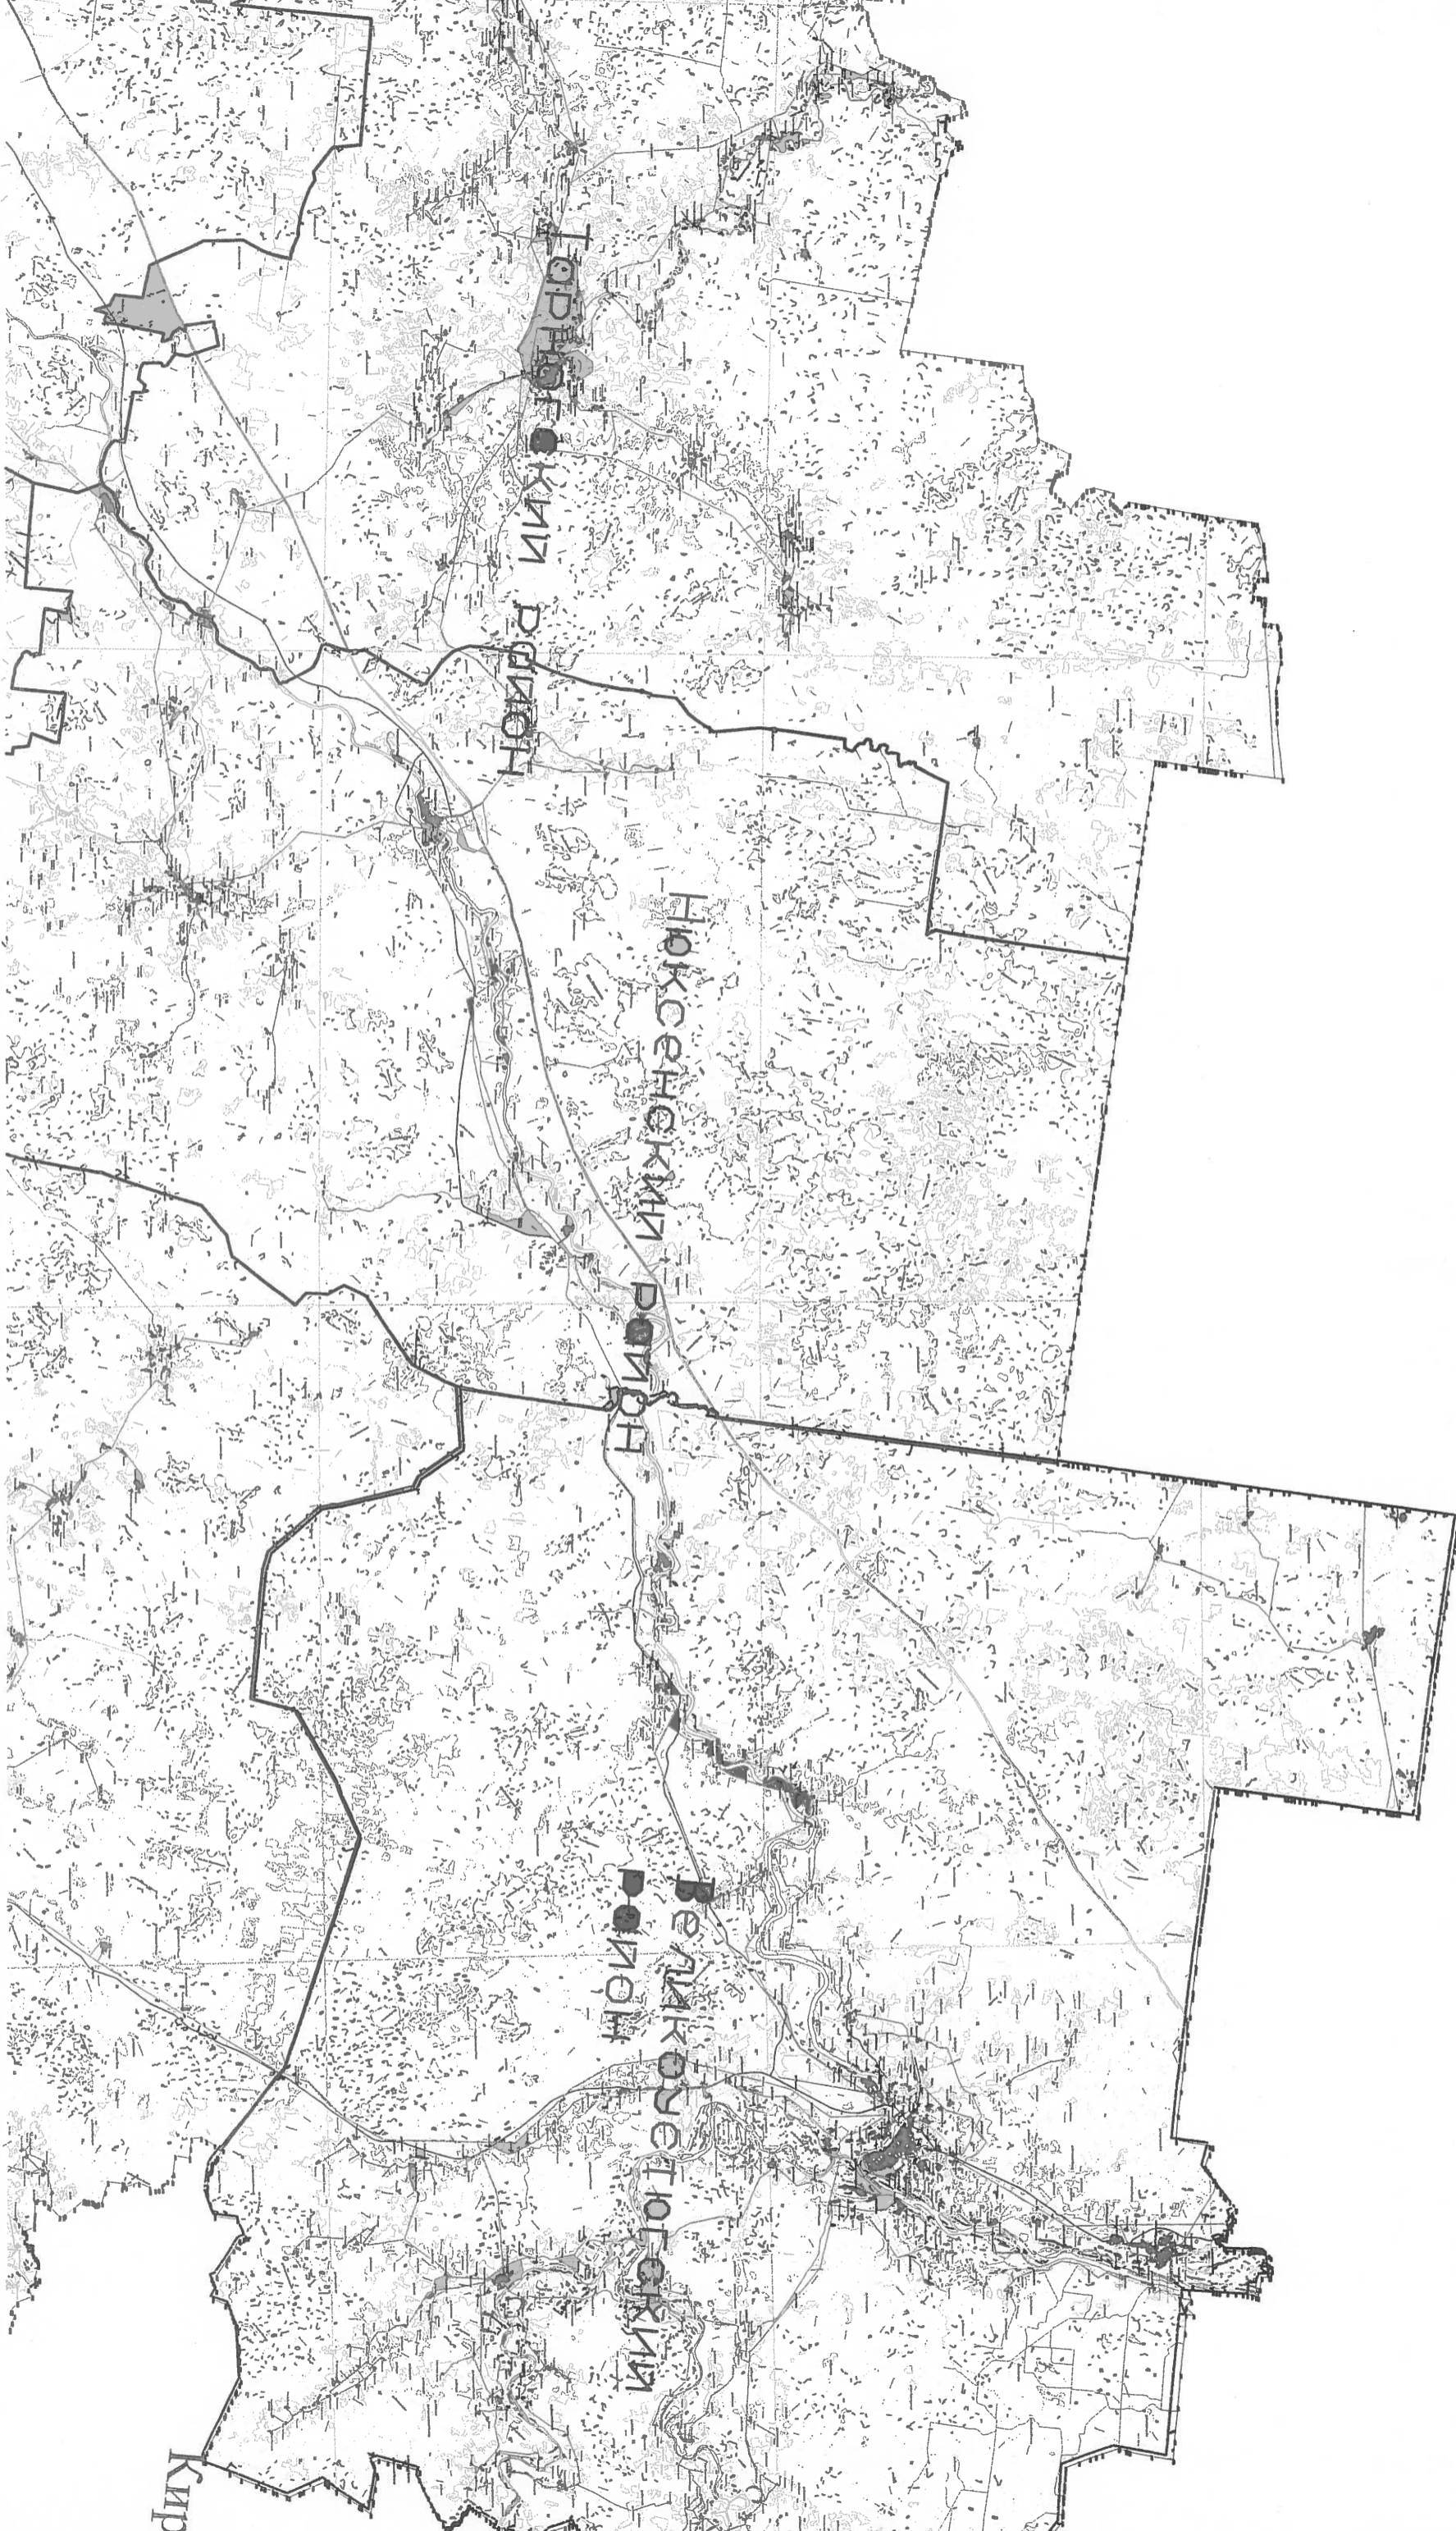 Тарногский район
Нюксенский район
Великоустюгский
район
Кир